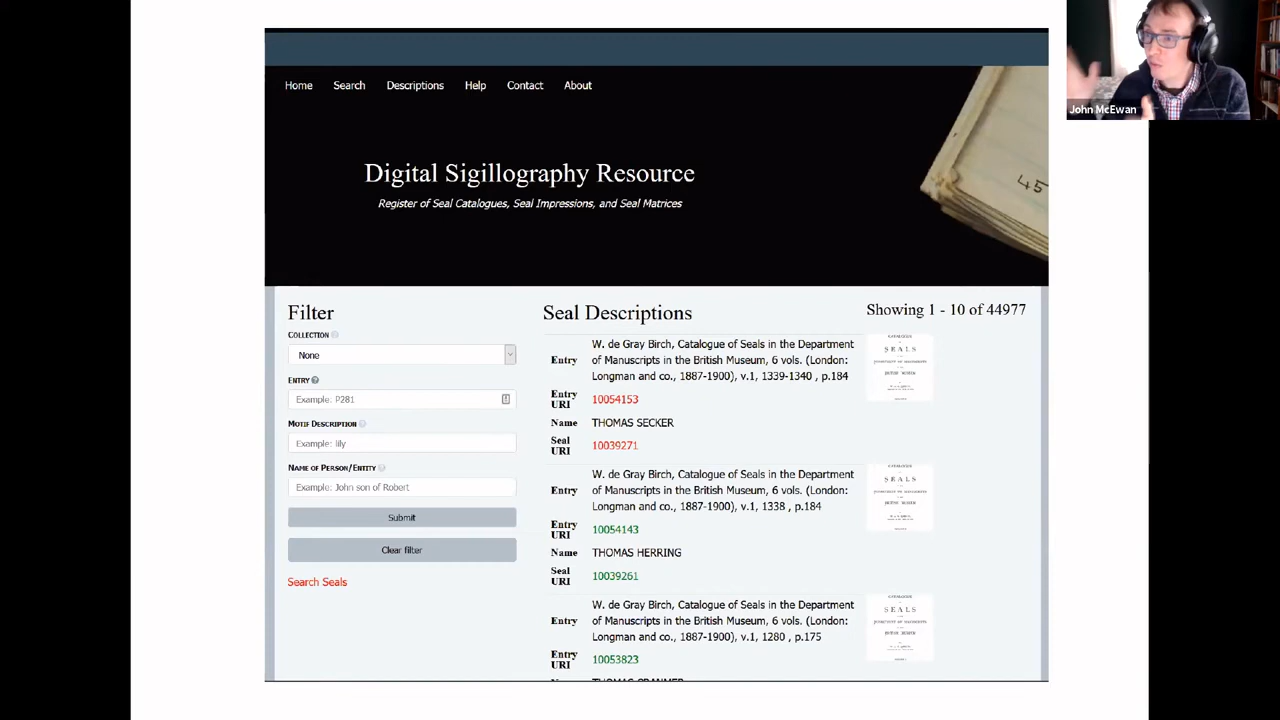 John McEwan
Home Search Descriptions Help Contact About
Digital Sigillography Resource
Register of Seal Catalogues, Seal Impressions, and Seal Matrices
45
Filter
COLLECTION
None
ENTRY
Example: P281
MOTIF DESCRIPTION
Example: lily
NAME OF PERSON/ENTITY
Example: John son of Robert
Submit
Clear filter
Search Seals
Seal Descriptions
Showing 1 - 10 of 44977
Entry
W. de Gray Birch, Catalogue of Seals in the Department
of Manuscripts in the British Museum, 6 vols. (London:
Longman and co., 1887-1900), v.1, 1339-1340 , p.184
Entry
URI
10054153
Name THOMAS SECKER
Seal
URI
10039271
SEALS
Entry
W. de Gray Birch, Catalogue of Seals in the Department
of Manuscripts in the British Museum, 6 vols. (London:
Longman and co., 1887-1900), v.1, 1338 , p.184
Entry
URI
10054143
Name THOMAS HERRING
Seal
URI
10039261
SEALS
Entry
W. de Gray Birch, Catalogue of Seals in the Department
of Manuscripts in the British Museum, 6 vols. (London:
Longman and co., 1887-1900), v.1, 1280 , p.175
Entry
URI
10053823
Name THOMAS CRANMER
SEALS